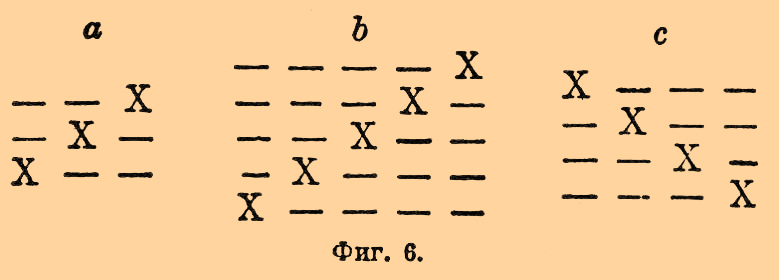 a b c
— — — — X
X — — —
— — X — — — X —
— X — —
— X — — — X — —
— — X —
X — — — X — — —
— — — X
X — — — —
Фиг. 6.